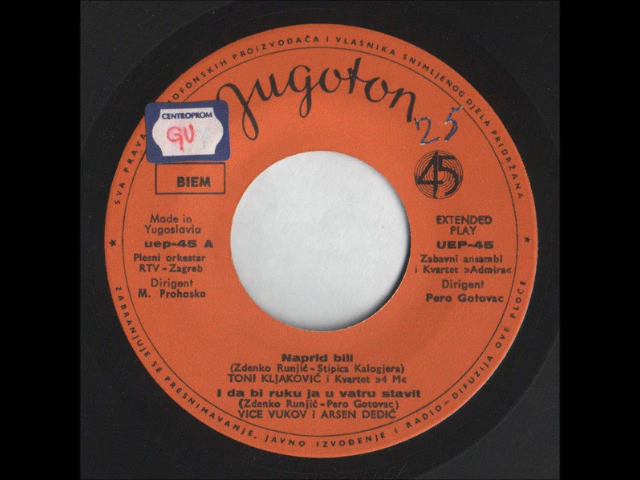 SVA PRAVA FONOFONSKIH PROIZVOĐAČA I VLASNIKA SNIMLJENOG DJELA PRIDRŽANA
Jugoton
25
CENTROPROM
GU
BIEM
45
Made in
Yugoslavia
uep-45 A
Plesni orkestar
RTV - Zagreb
Dirigent
M. Prohaska
EXTENDED
PLAY
UEP-45
Zabavni ansambl
i Kvartet »Admira«
Dirigent
Pero Gotovac
Naprid bili
(Zdenko Runjić - Stipica Kalogjera)
TONI KLJAKOVIĆ i Kvartet »4 M«
I da bi ruku ja u vatru stavit
(Zdenko Runjić - Pero Gotovac)
VICE VUKOV i ARSEN DEDIĆ
ZABRANJUJE SE PRESNIMAVANJE, JAVNO IZVOĐENJE I RADIO-DIFUZIJA OVE PLOČE